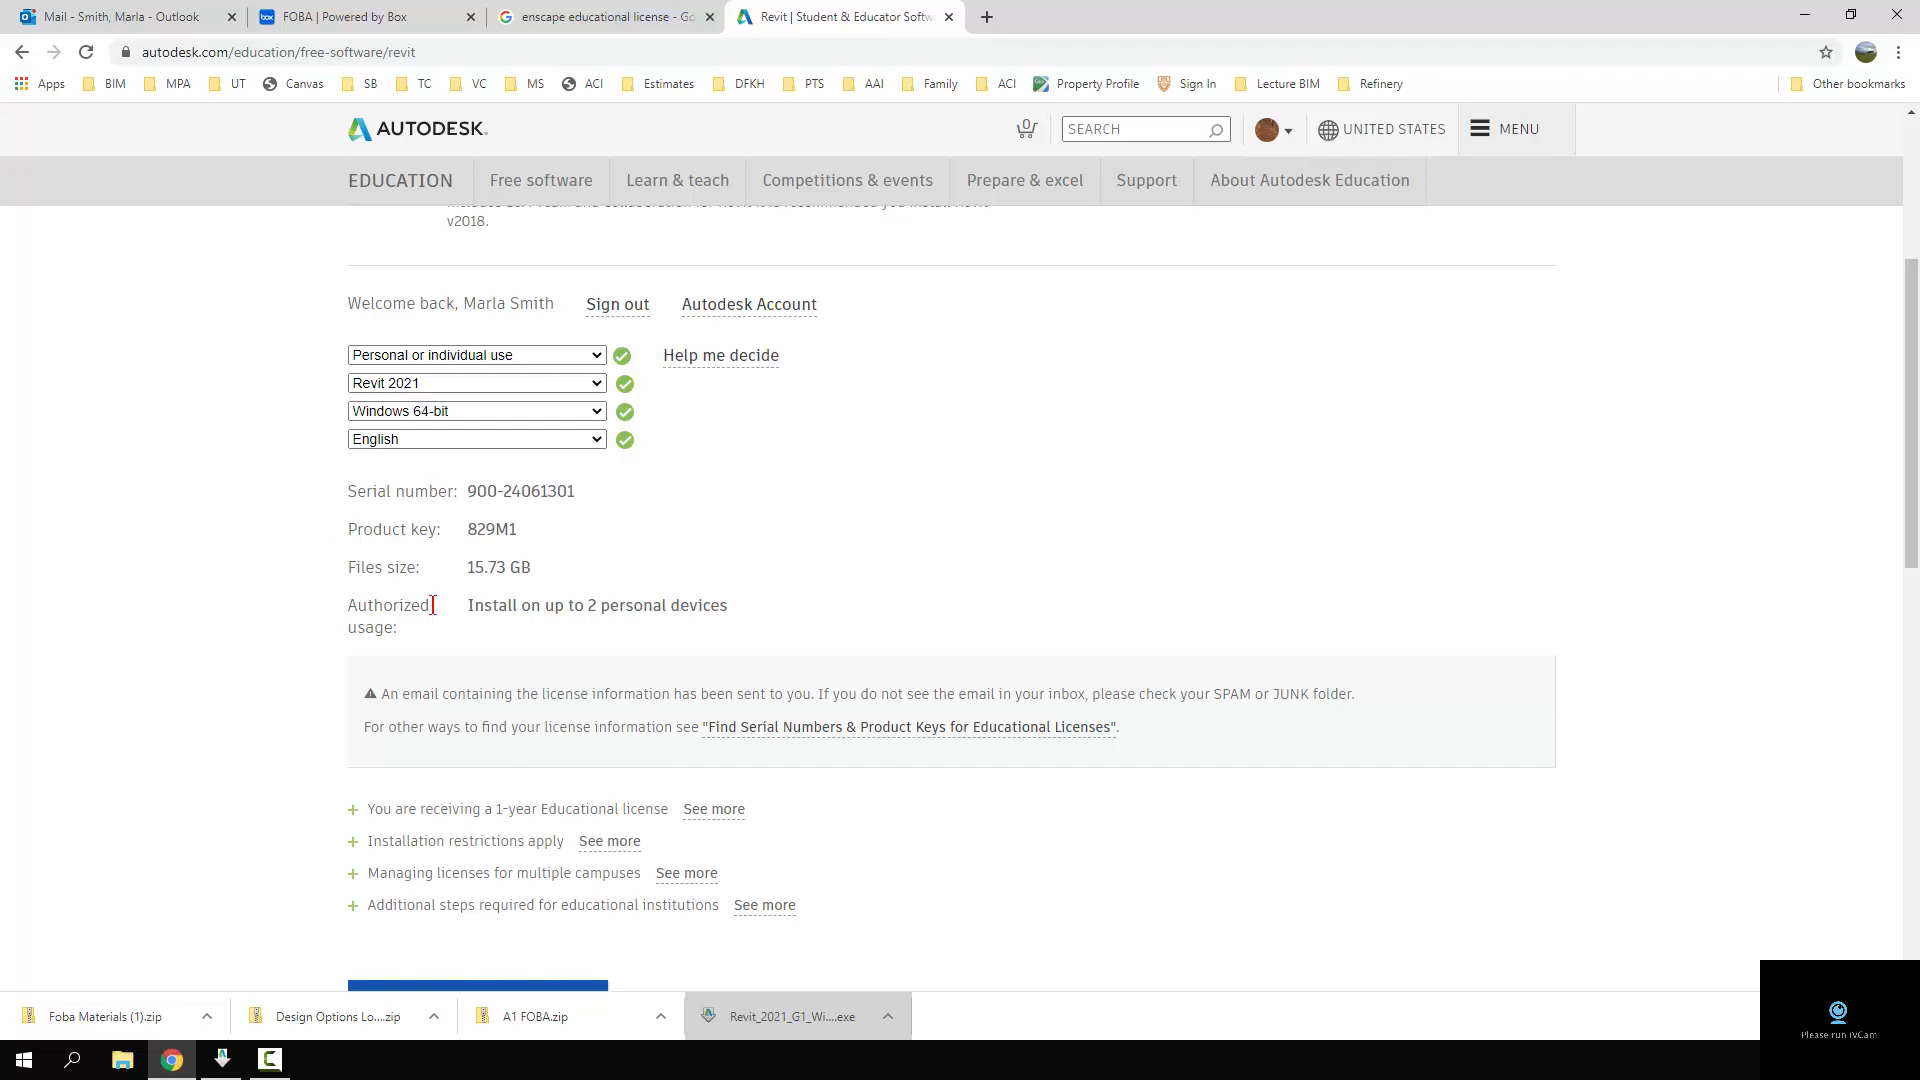 Mail - Smith, Marla - Outlook
FOBA | Powered by Box
enscape educational license - Go
Revit | Student & Educator Softw
autodesk.com/education/free-software/revit
Apps BIM MPA UT Canvas SB TC VC MS ACI Estimates DFKH PTS AAI Family ACI Property Profile Sign In Lecture BIM Refinery Other bookmarks
AUTODESK.
0
SEARCH
UNITED STATES
MENU
EDUCATION Free software Learn & teach Competitions & events Prepare & excel Support About Autodesk Education
v2018.
Welcome back, Marla Smith Sign out Autodesk Account
Personal or individual use Help me decide
Revit 2021
Windows 64-bit
English
Serial number: 900-24061301
Product key: 829M1
Files size: 15.73 GB
Authorized Install on up to 2 personal devices
usage:
An email containing the license information has been sent to you. If you do not see the email in your inbox, please check your SPAM or JUNK folder.
For other ways to find your license information see "Find Serial Numbers & Product Keys for Educational Licenses".
You are receiving a 1-year Educational license See more
Installation restrictions apply See more
Managing licenses for multiple campuses See more
Additional steps required for educational institutions See more
Foba Materials (1).zip
Design Options Lo....zip
A1 FOBA.zip
Revit_2021_G1_Wi....exe
Please run iVCam